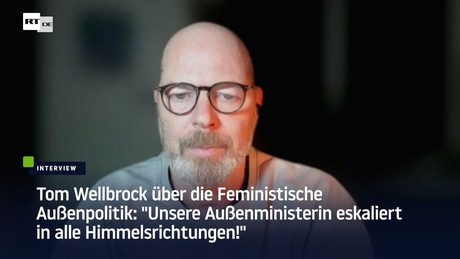 RT
DE
INTERVIEW
Tom Wellbrock über die Feministische
Außenpolitik: "Unsere Außenministerin eskaliert
in alle Himmelsrichtungen!"